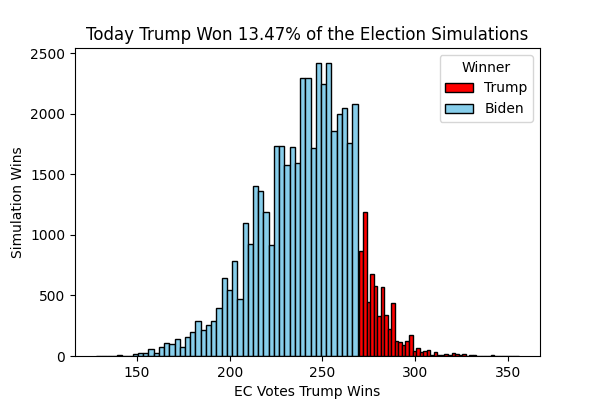 Today Trump Won 13.47% of the Election Simulations
2500
2000
1500
1000
500
0
Simulation Wins
Winner
Trump
Biden
150
200
250
300
350
EC Votes Trump Wins